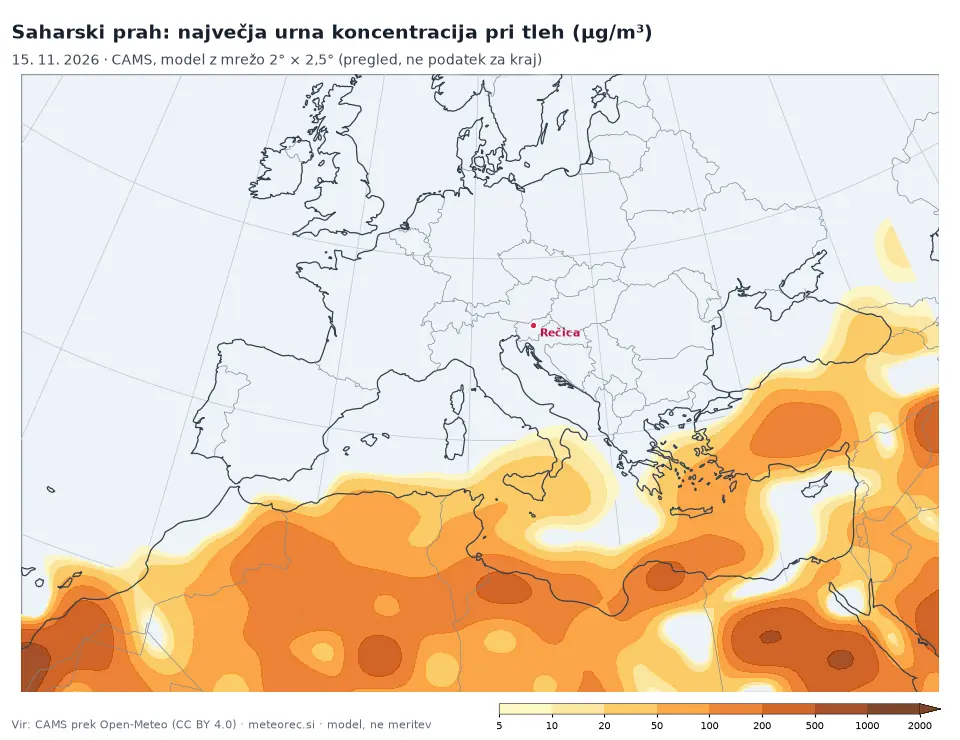 Saharski prah: največja urna koncentracija pri tleh (µg/m³)
15. 11. 2026 · CAMS, model z mrežo 2° × 2,5° (pregled, ne podatek za kraj)
Rečica
5 10 20 50 100 200 500 1000 2000
Vir: CAMS prek Open-Meteo (CC BY 4.0) · meteorec.si · model, ne meritev